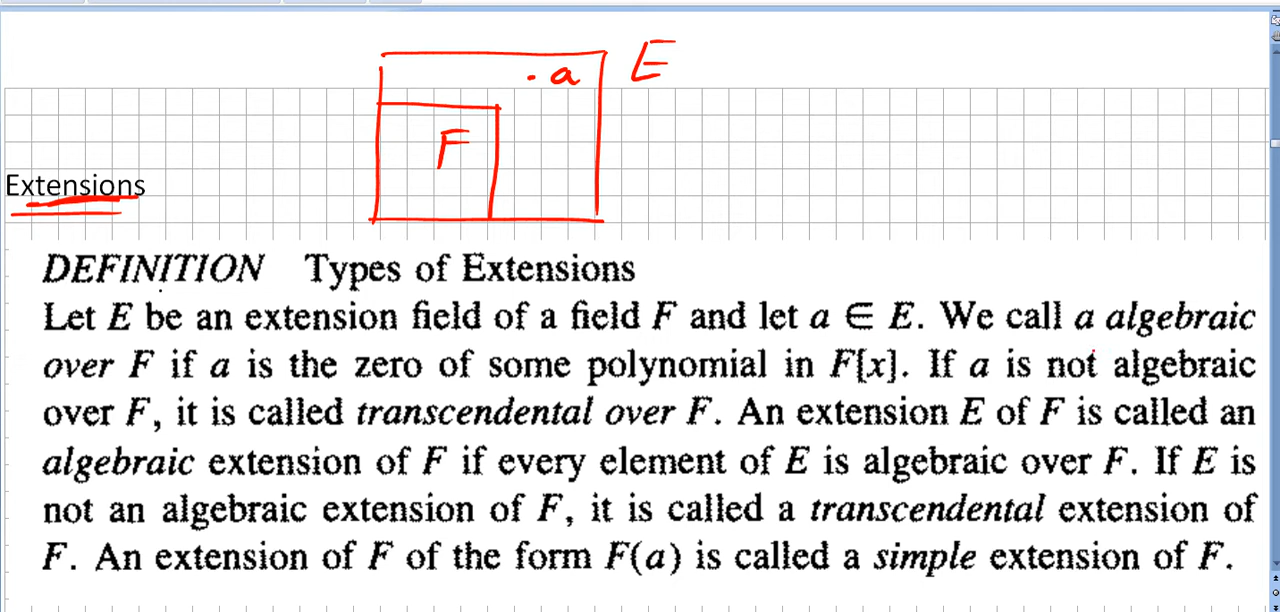 . a E
F
Extensions
DEFINITION Types of Extensions
Let E be an extension field of a field F and let a ∈ E. We call a algebraic
over F if a is the zero of some polynomial in F[x]. If a is not algebraic
over F, it is called transcendental over F. An extension E of F is called an
algebraic extension of F if every element of E is algebraic over F. If E is
not an algebraic extension of F, it is called a transcendental extension of
F. An extension of F of the form F(a) is called a simple extension of F.